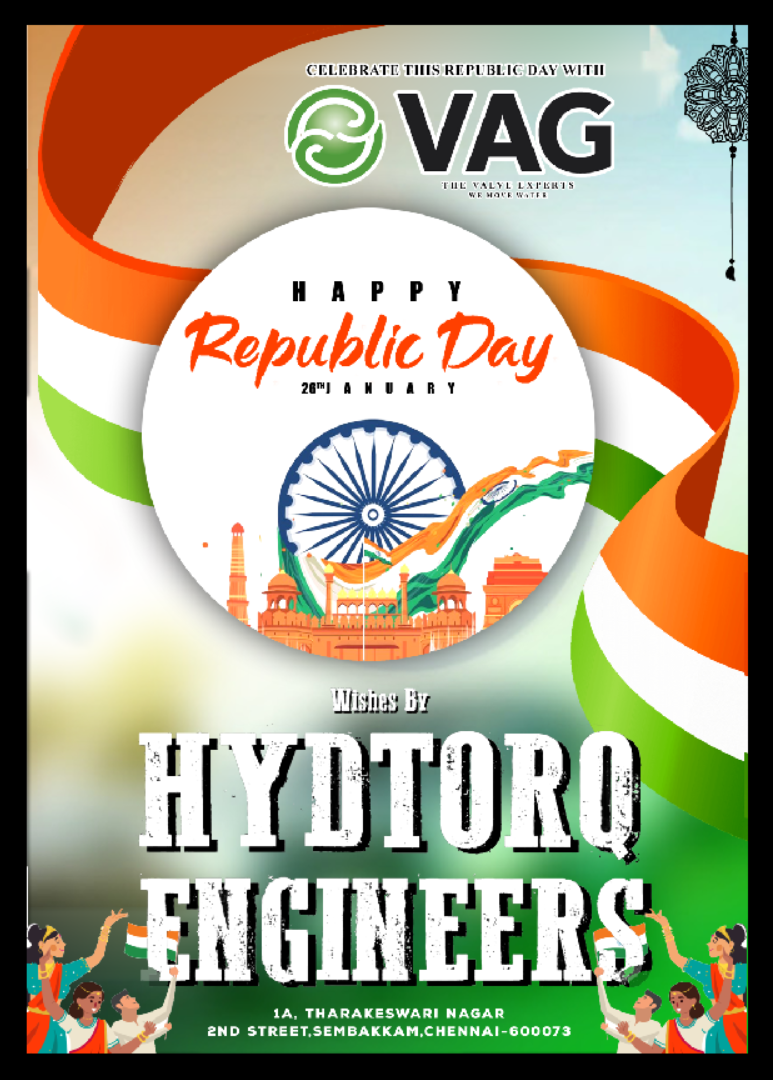 CELEBRATE THIS REPUBLIC DAY WITH
VAG
THE VALVE EXPERTS
WE MOVE WATER
HAPPY
Republic Day
26TH JANUARY
Wishes By
HYDTORQ
ENGINEERS
1A, THARAKESWARI NAGAR
2ND STREET,SEMBAKKAM,CHENNAI-600073